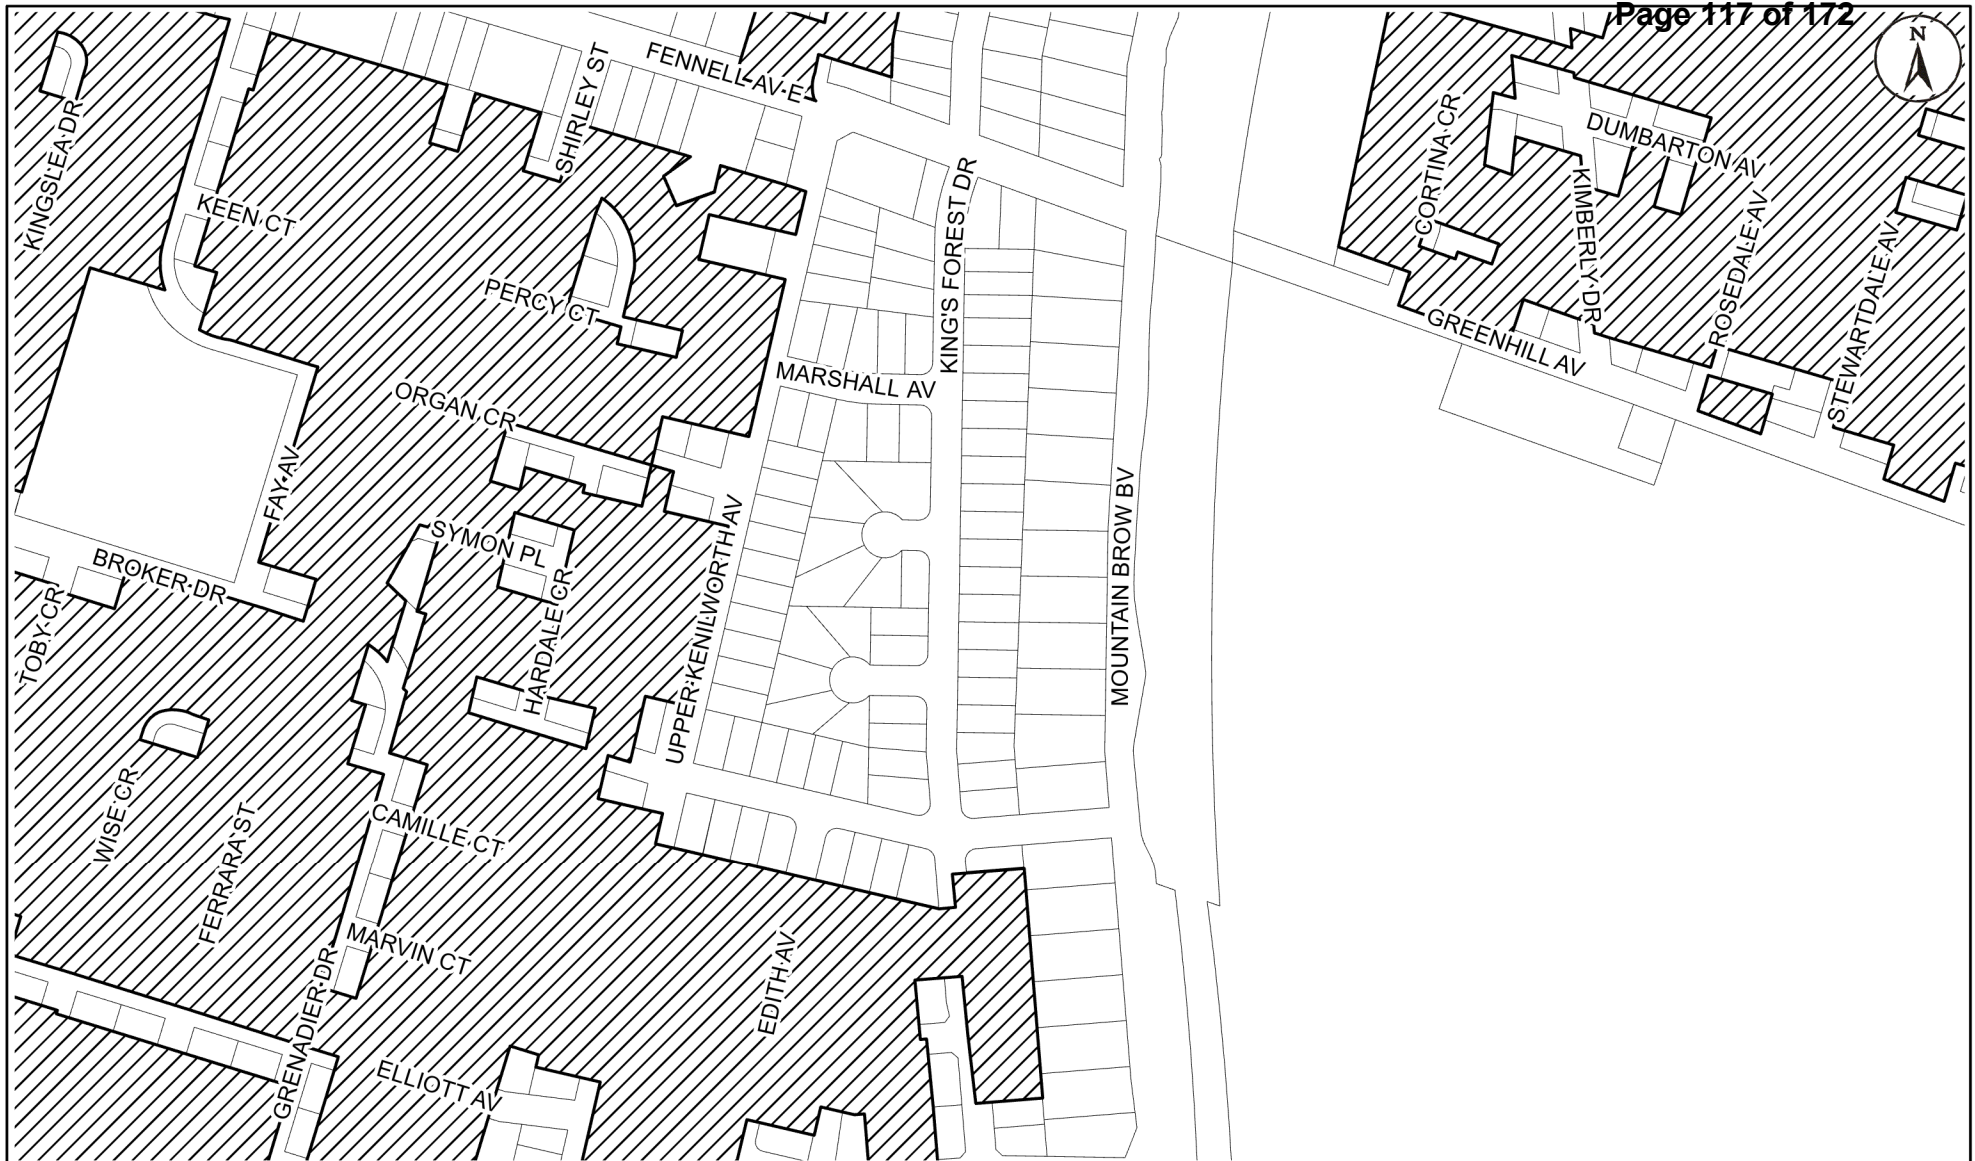 Page 117 of 172
N
FENNELL AV E
SHIRLEY ST
KINGSLEA DR
CORTINA CR
DUMBARTON AV
KEEN CT
KING'S FOREST DR
KIMBERLY DR
ROSEDALE AV
STEWARTDALE AV
PERCY CT
GREENHILL AV
MARSHALL AV
ORGAN CR
FAY AV
SYMON PL
BROKER DR
TOBY CR
HARDALE CR
UPPER KENILWORTH AV
MOUNTAIN BROW BV
WISE CR
FERRARA ST
CAMILLE CT
MARVIN CT
EDITH AV
GRENADIER DR
ELLIOTT AV